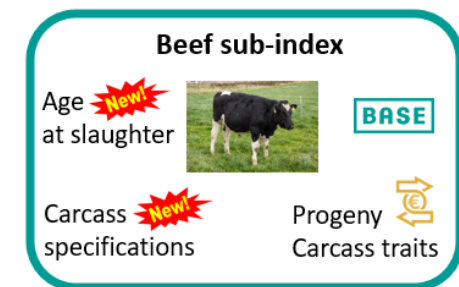 Beef sub-index
Age New!
at slaughter
BASE
Carcass New!
specifications
Progeny €
Carcass traits